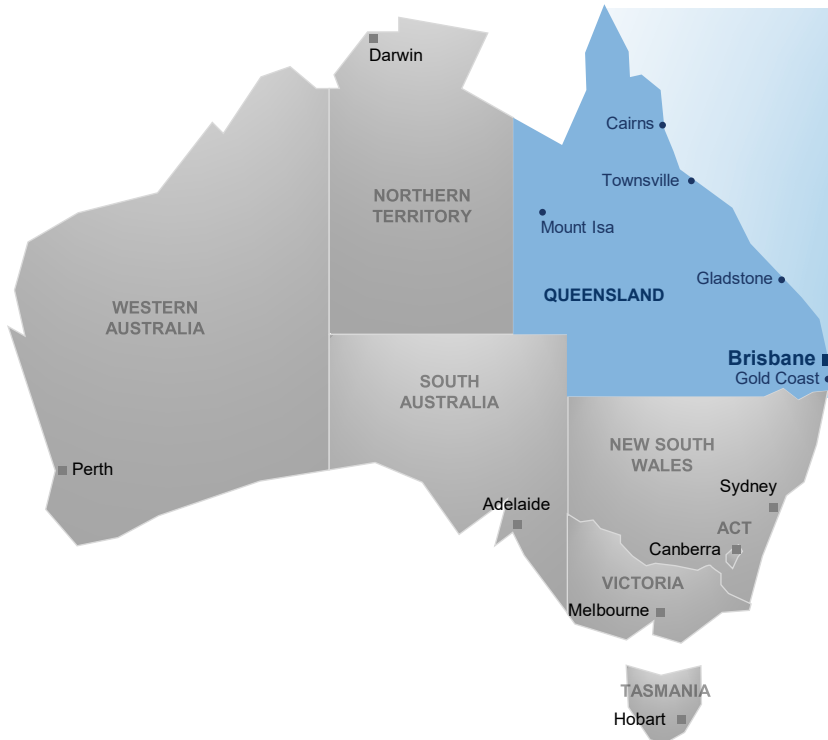 Darwin
Cairns
Townsville
NORTHERN
TERRITORY
Mount Isa
Gladstone
QUEENSLAND
WESTERN
AUSTRALIA
Brisbane
Gold Coast
SOUTH
AUSTRALIA
NEW SOUTH
WALES
Perth
Sydney
Adelaide
ACT
Canberra
VICTORIA
Melbourne
TASMANIA
Hobart